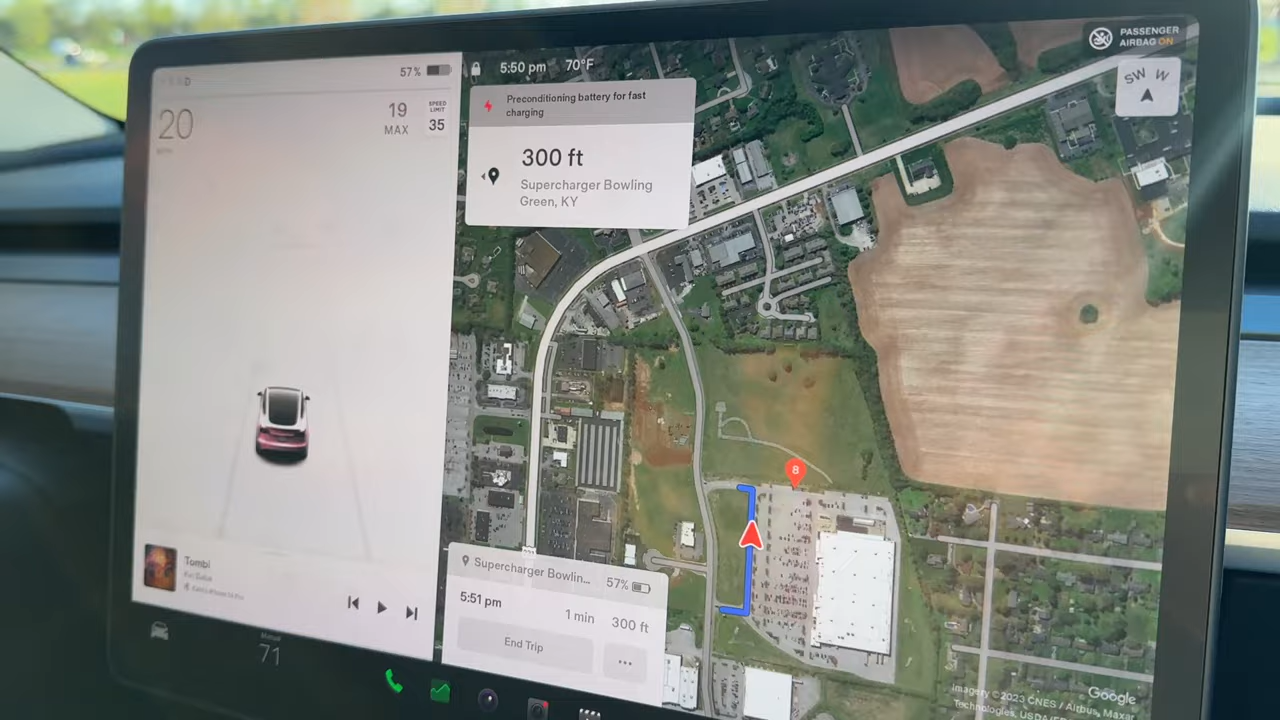 D
57%
20
19
MAX
SPEED
LIMIT
35
5:50 pm
70°F
Preconditioning battery for fast
charging
300 ft
Supercharger Bowling
Green, KY
PASSENGER
AIRBAG ON
SW W
8
Tombi
Supercharger Bowlin...
57%
5:51 pm
1 min
300 ft
End Trip
Manual
71
Google
Imagery ©2023 CNES / Airbus, Maxar
Technologies,